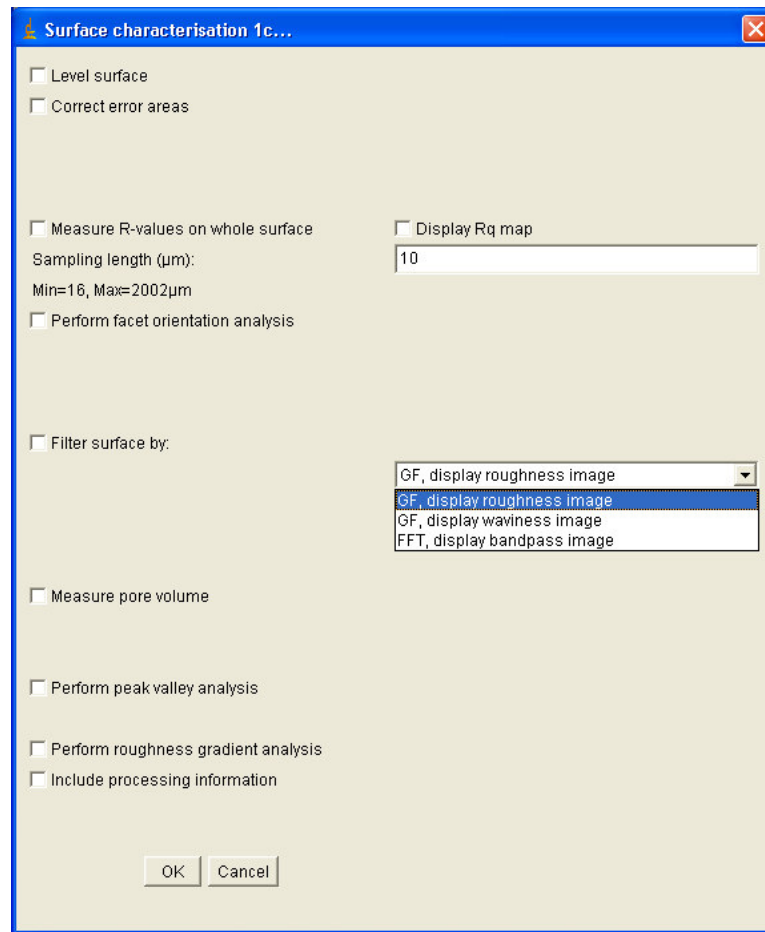 Surface characterisation 1c...
Level surface
Correct error areas
Measure R-values on whole surface
Display Rq map
Sampling length (µm):
10
Min=16, Max=2002µm
Perform facet orientation analysis
Filter surface by:
GF, display roughness image
GF, display roughness image
GF, display waviness image
FFT, display bandpass image
Measure pore volume
Perform peak valley analysis
Perform roughness gradient analysis
Include processing information
OK
Cancel